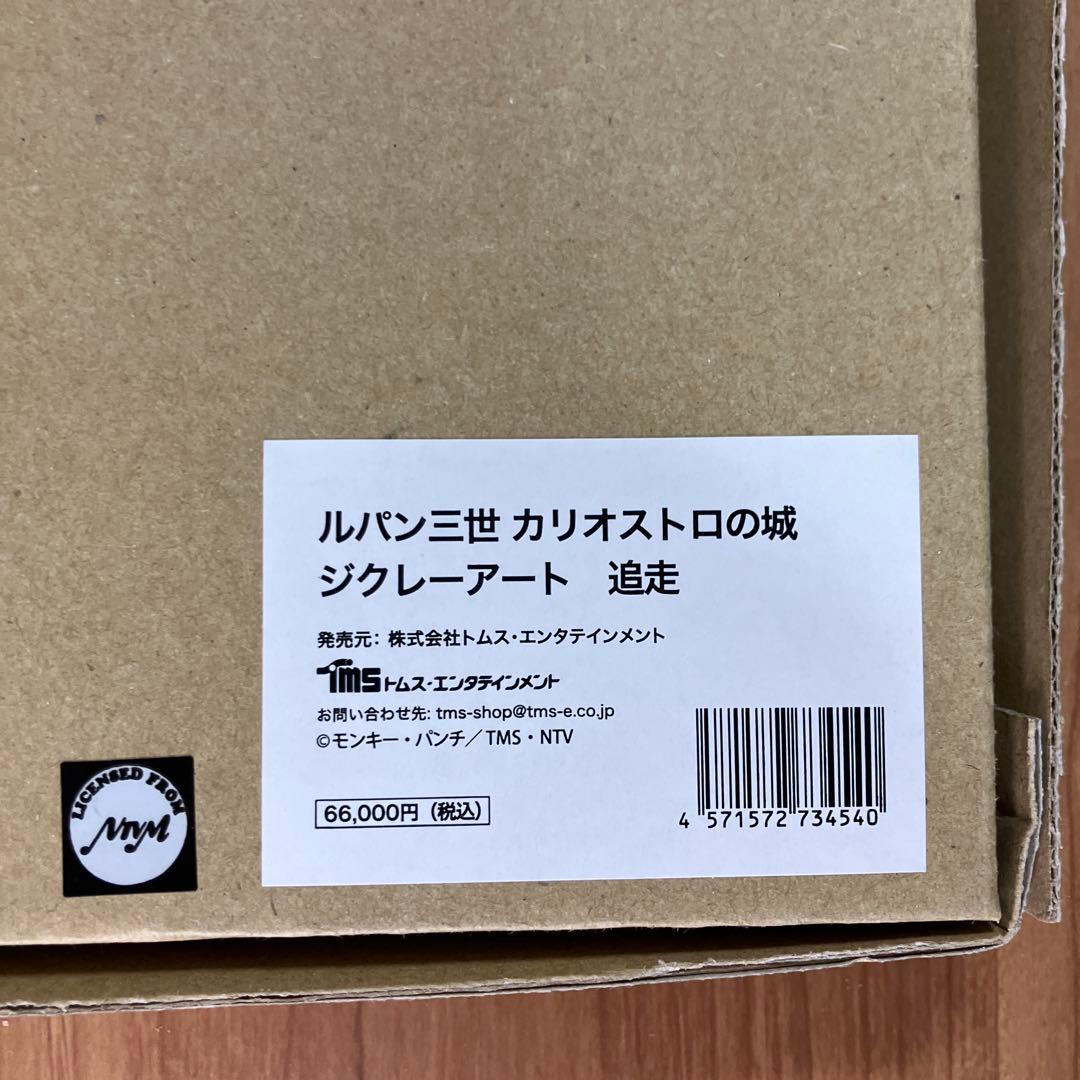 ルパン三世 カリオストロの城
ジクレーアート　追走
発売元: 株式会社トムス・エンタテインメント
TMS トムス・エンタテインメント
お問い合わせ先: tms-shop@tms-e.co.jp
©モンキー・パンチ／TMS・NTV
66,000円（税込）
4 571572 734540
LICENSED FROM